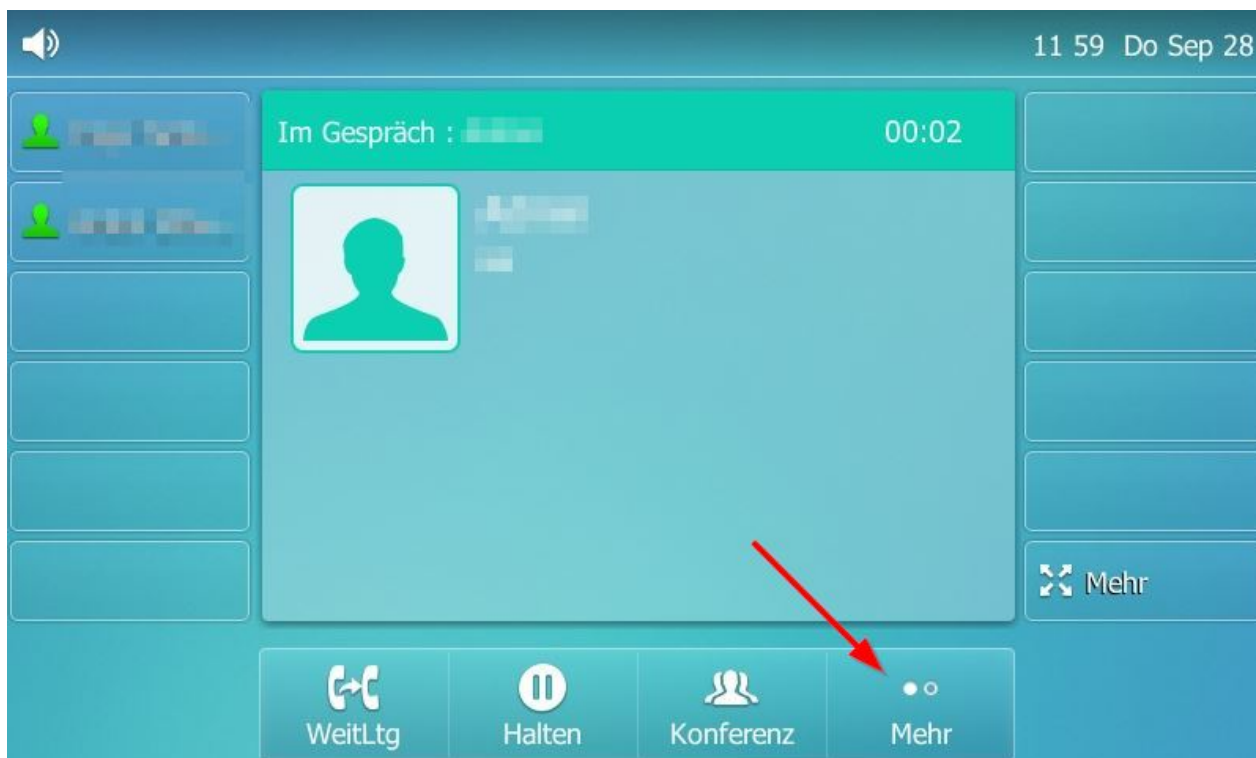 11 59 Do Sep 28
Im Gespräch : 00:02
Mehr
WeitLtg Halten Konferenz Mehr